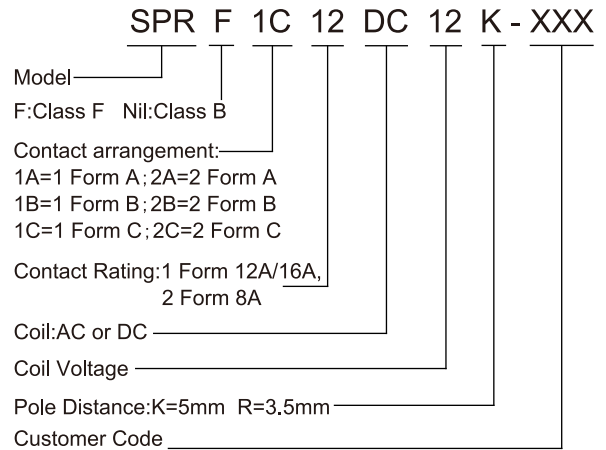 SPR F 1C 12 DC 12 K - XXX
Model
F:Class F Nil:Class B
Contact arrangement:
1A=1 Form A; 2A=2 Form A
1B=1 Form B; 2B=2 Form B
1C=1 Form C; 2C=2 Form C
Contact Rating:1 Form 12A/16A,
2 Form 8A
Coil:AC or DC
Coil Voltage
Pole Distance:K=5mm R=3.5mm
Customer Code